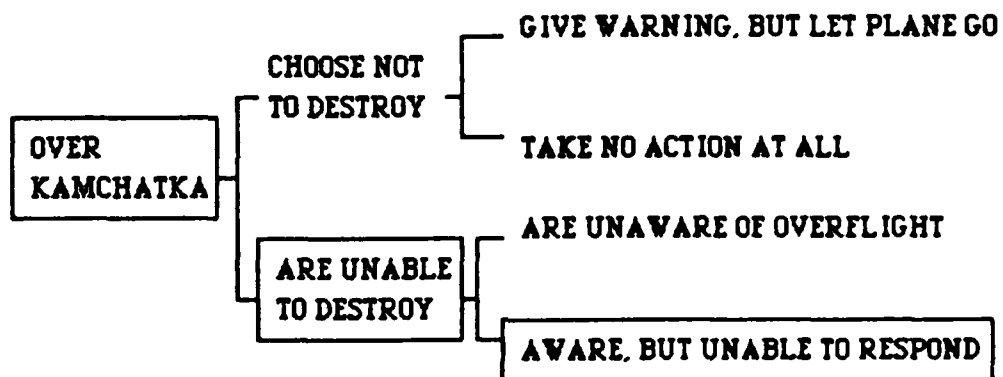 GIVE WARNING, BUT LET PLANE GO
CHOOSE NOT
TO DESTROY
TAKE NO ACTION AT ALL
OVER
KAMCHATKA
ARE UNAWARE OF OVERFLIGHT
ARE UNABLE
TO DESTROY
AWARE, BUT UNABLE TO RESPOND